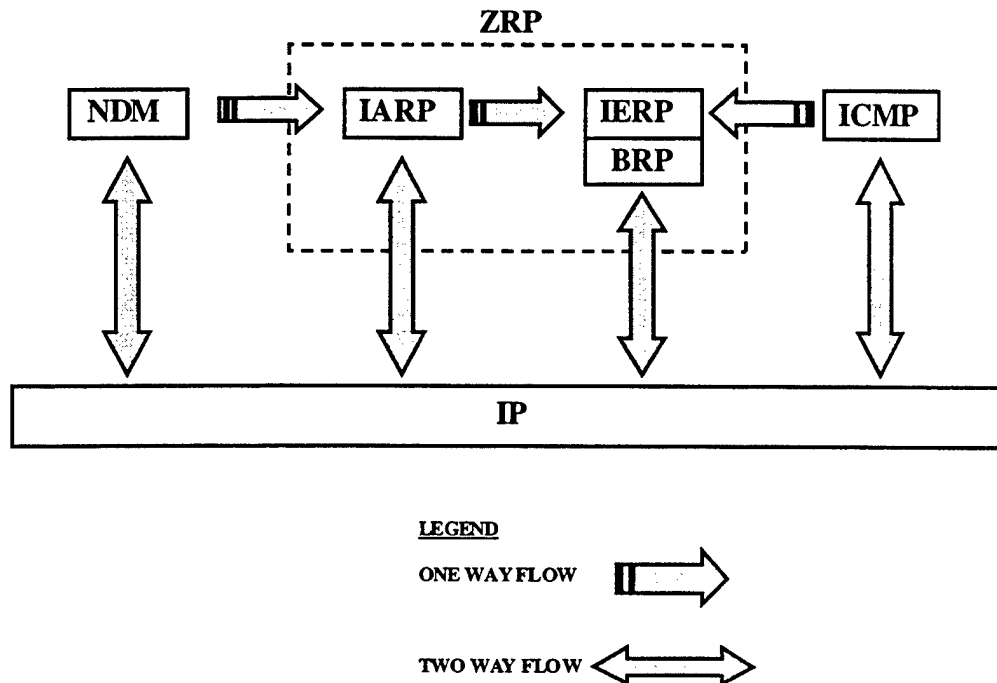 ZRP
NDM
IARP
IERP
ICMP
BRP
IP
LEGEND
ONE WAY FLOW
TWO WAY FLOW